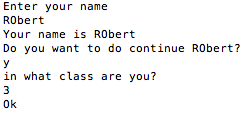 Enter your name
RObert
Your name is RObert
Do you want to do continue RObert?
y
in what class are you?
3
Ok